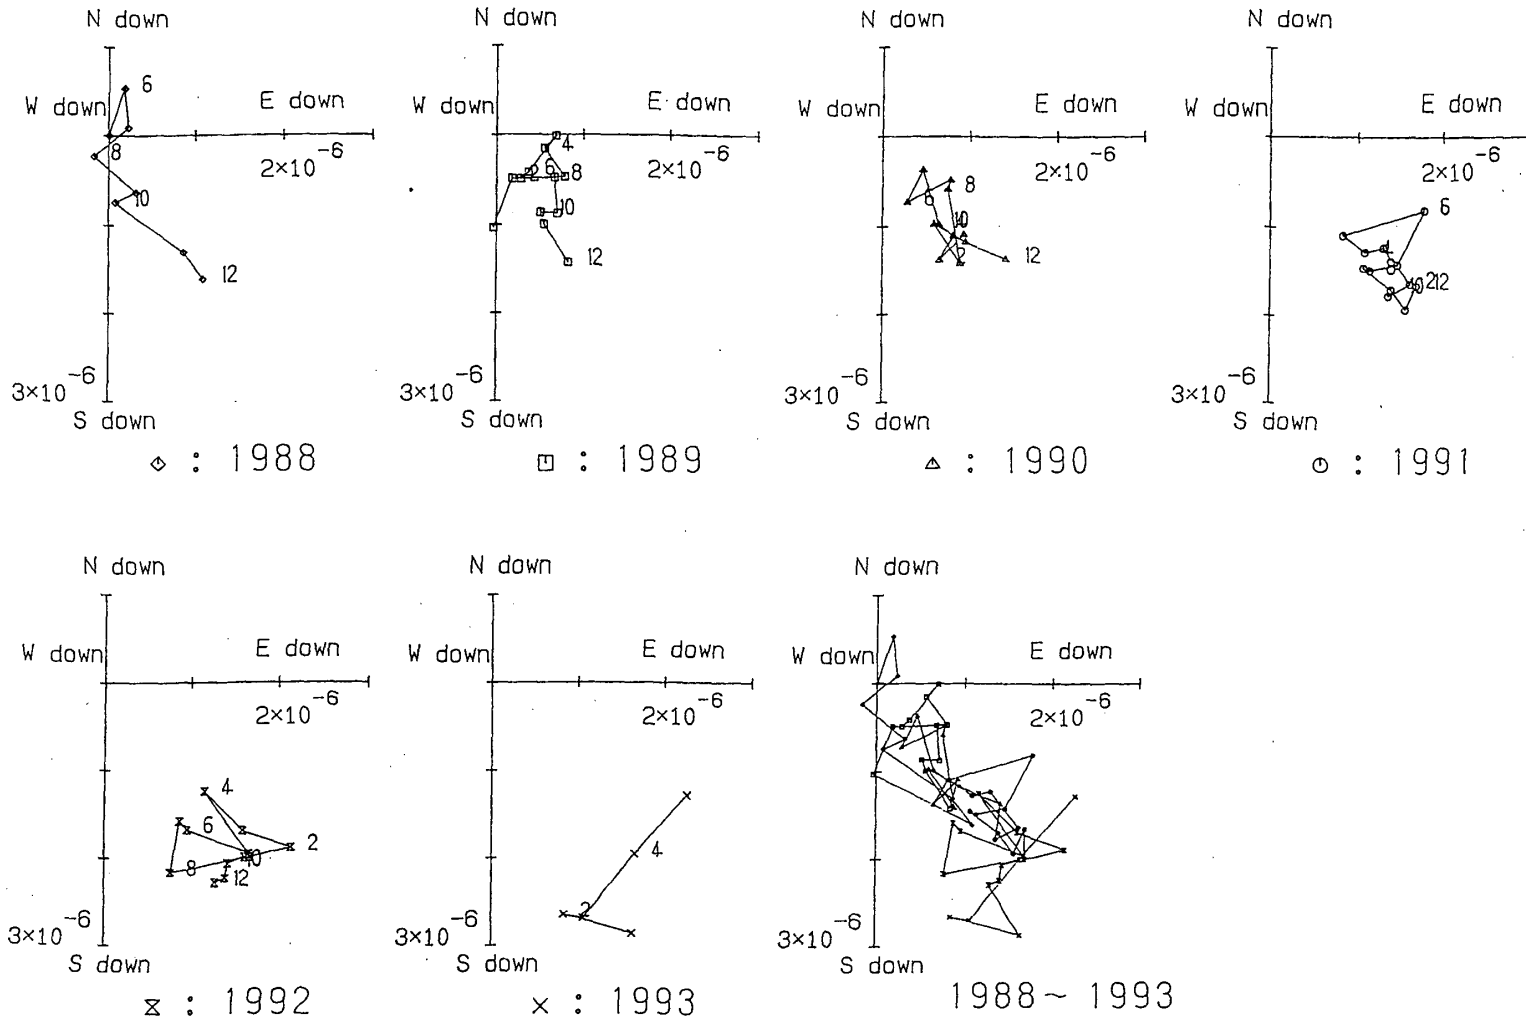 N down
W down
E down
6
8
10
12
2×10⁻⁶
3×10⁻⁶
S down
◇ : 1988
N down
W down
E down
4
2 6 8
10
12
2×10⁻⁶
3×10⁻⁶
S down
□ : 1989
N down
W down
E down
8
10
2
12
2×10⁻⁶
3×10⁻⁶
S down
△ : 1990
N down
W down
E down
2×10⁻⁶
6
4
10 2 12
3×10⁻⁶
S down
○ : 1991
N down
W down
E down
2×10⁻⁶
4
6
2
8
10
12
3×10⁻⁶
S down
⧖ : 1992
N down
W down
E down
2×10⁻⁶
4
2
3×10⁻⁶
S down
× : 1993
N down
W down
E down
2×10⁻⁶
3×10⁻⁶
S down
1988 ~ 1993